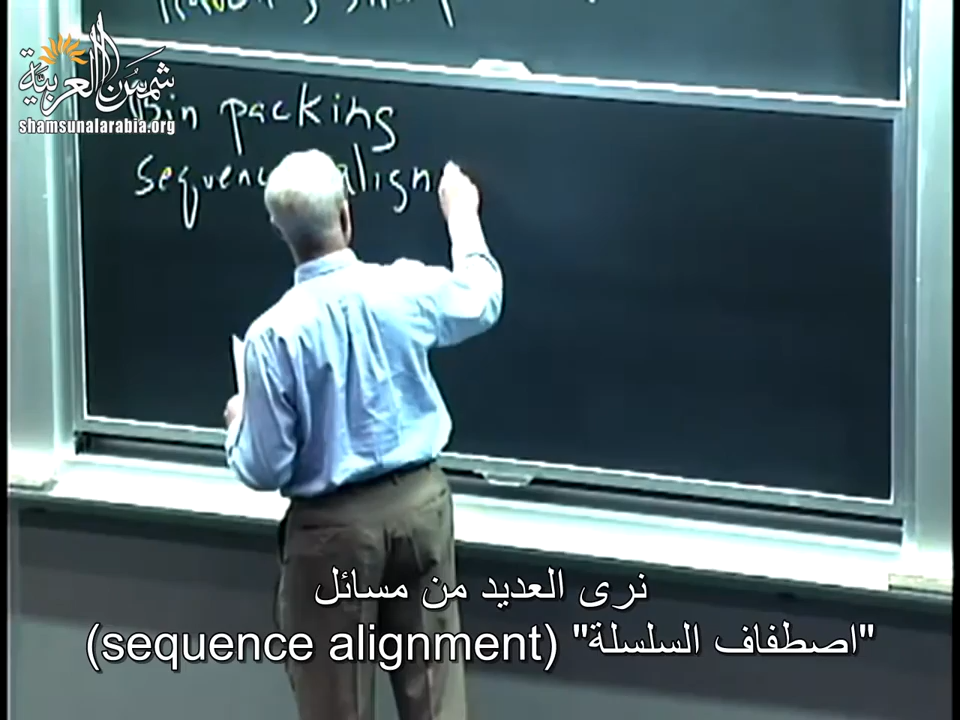 شمس العربية
shamsunalarabia.org
Bin packing
sequence align
نرى العديد من مسائل
"اصطفاف السلسلة" (sequence alignment)